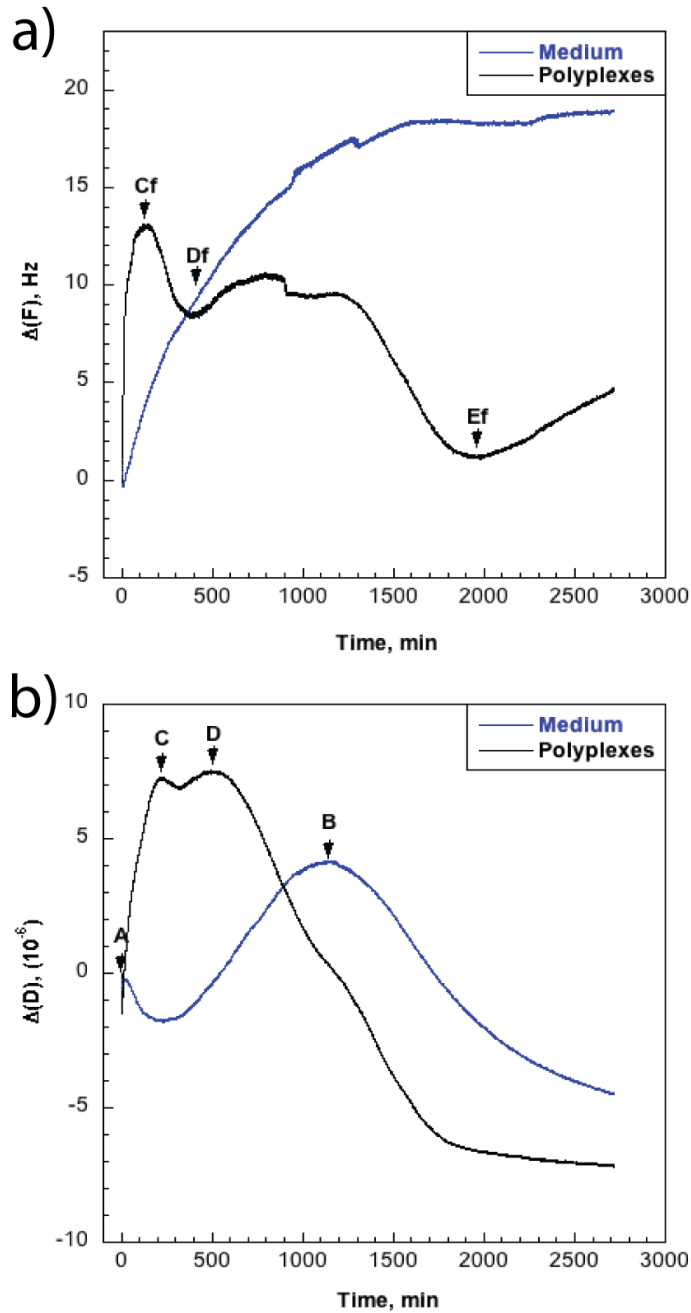 a)
Medium
Polyplexes
20
15
10
5
0
-5
Δ(F), Hz
Cf
Df
Ef
0 500 1000 1500 2000 2500 3000
Time, min
b)
Medium
Polyplexes
10
5
0
-5
-10
Δ(D), (10⁻⁶)
A
C
D
B
0 500 1000 1500 2000 2500 3000
Time, min